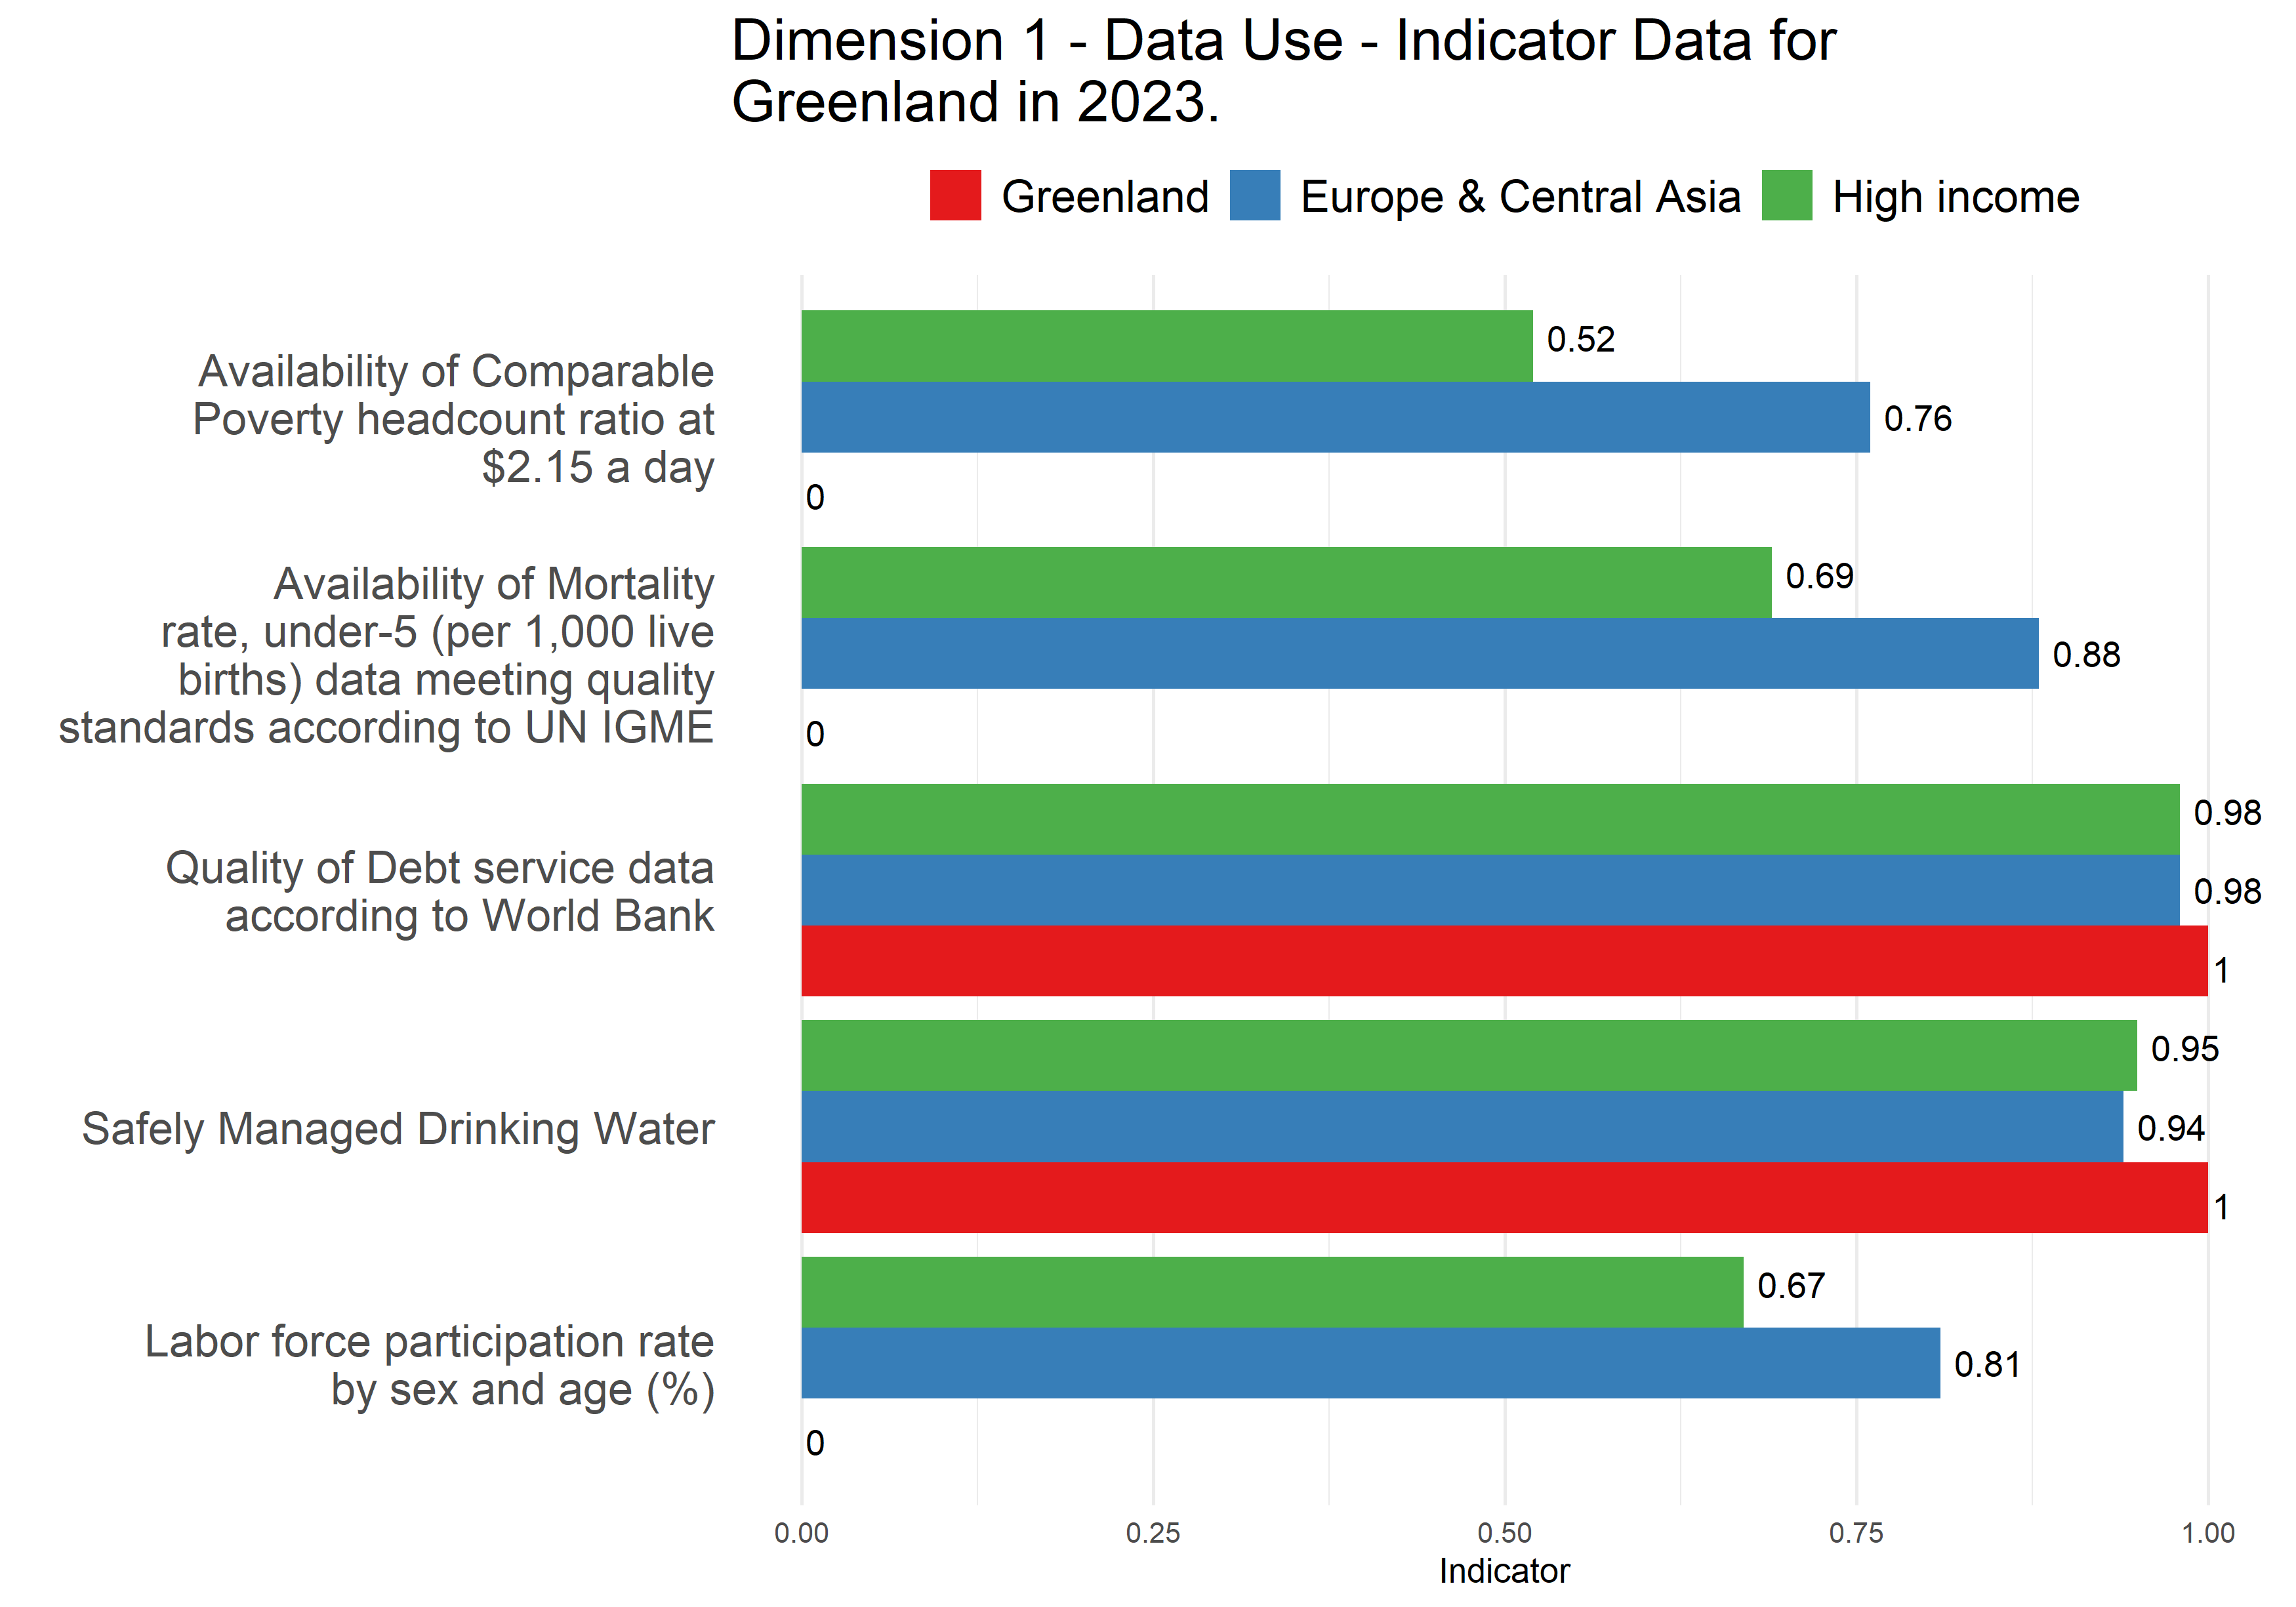 Dimension 1 - Data Use - Indicator Data for
Greenland in 2023.
Greenland Europe & Central Asia High income
Availability of Comparable
Poverty headcount ratio at
$2.15 a day
0.52
0.76
0
Availability of Mortality
rate, under-5 (per 1,000 live
births) data meeting quality
standards according to UN IGME
0.69
0.88
0
Quality of Debt service data
according to World Bank
0.98
0.98
1
Safely Managed Drinking Water
0.95
0.94
1
Labor force participation rate
by sex and age (%)
0.67
0.81
0
0.00 0.25 0.50 0.75 1.00
Indicator